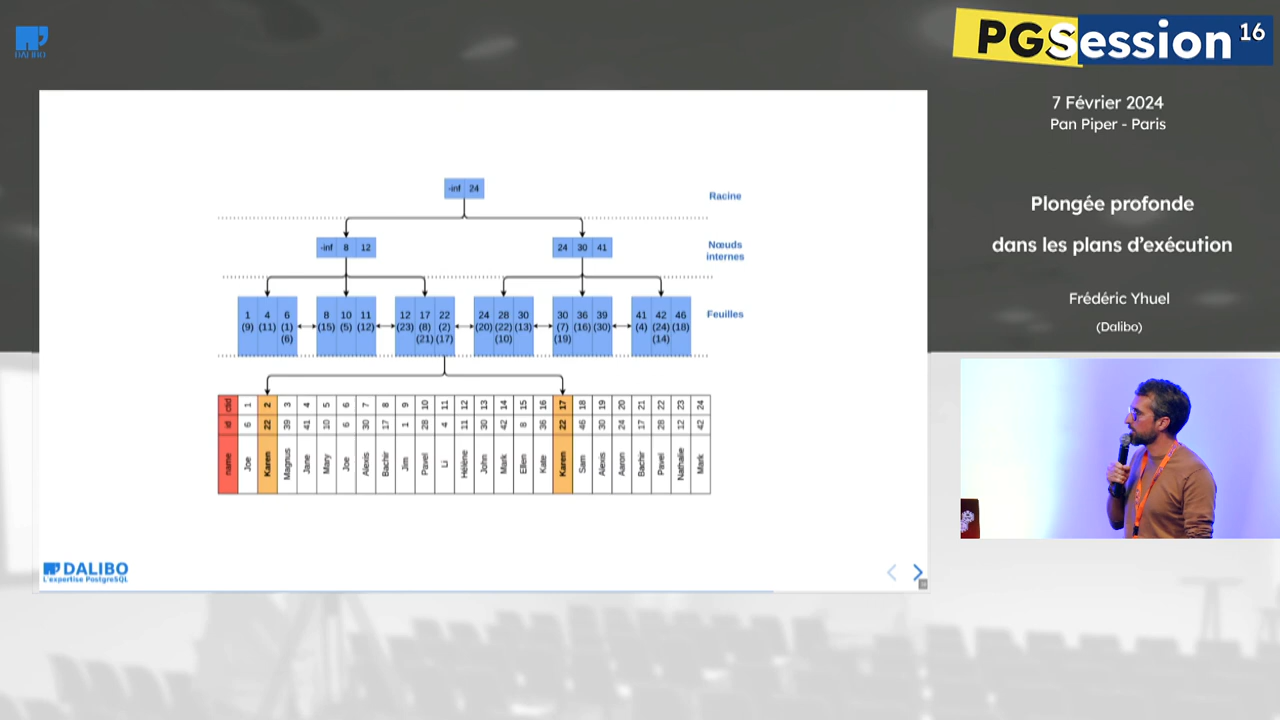 DALIBO
PGSession 16
7 Février 2024
Pan Piper - Paris
Plongée profonde
dans les plans d'exécution
Frédéric Yhuel
(Dalibo)
-inf 24
Racine
-inf 8 12
24 30 41
Nœuds
internes
1 4 6
(9) (11) (1)
(6)
8 10 11
(15) (5) (12)
12 17 22
(23) (8) (2)
(21) (17)
24 28 30
(20) (22) (13)
(10)
30 36 39
(7) (16) (30)
(19)
41 42 46
(4) (24) (18)
(14)
Feuilles
ctid 1 2 3 4 5 6 7 8 9 10 11 12 13 14 15 16 17 18 19 20 21 22 23 24
id 6 22 39 41 10 6 30 17 1 28 4 11 30 42 8 36 22 46 30 24 17 28 12 42
name Joe Karen Magnus Jane Mary Joe Alexis Bachir Jim Pavel Li Hélène John Mark Ellen Kate Karen Sam Alexis Aaron Bachir Pavel Nathalie Mark
DALIBO
L'expertise PostgreSQL